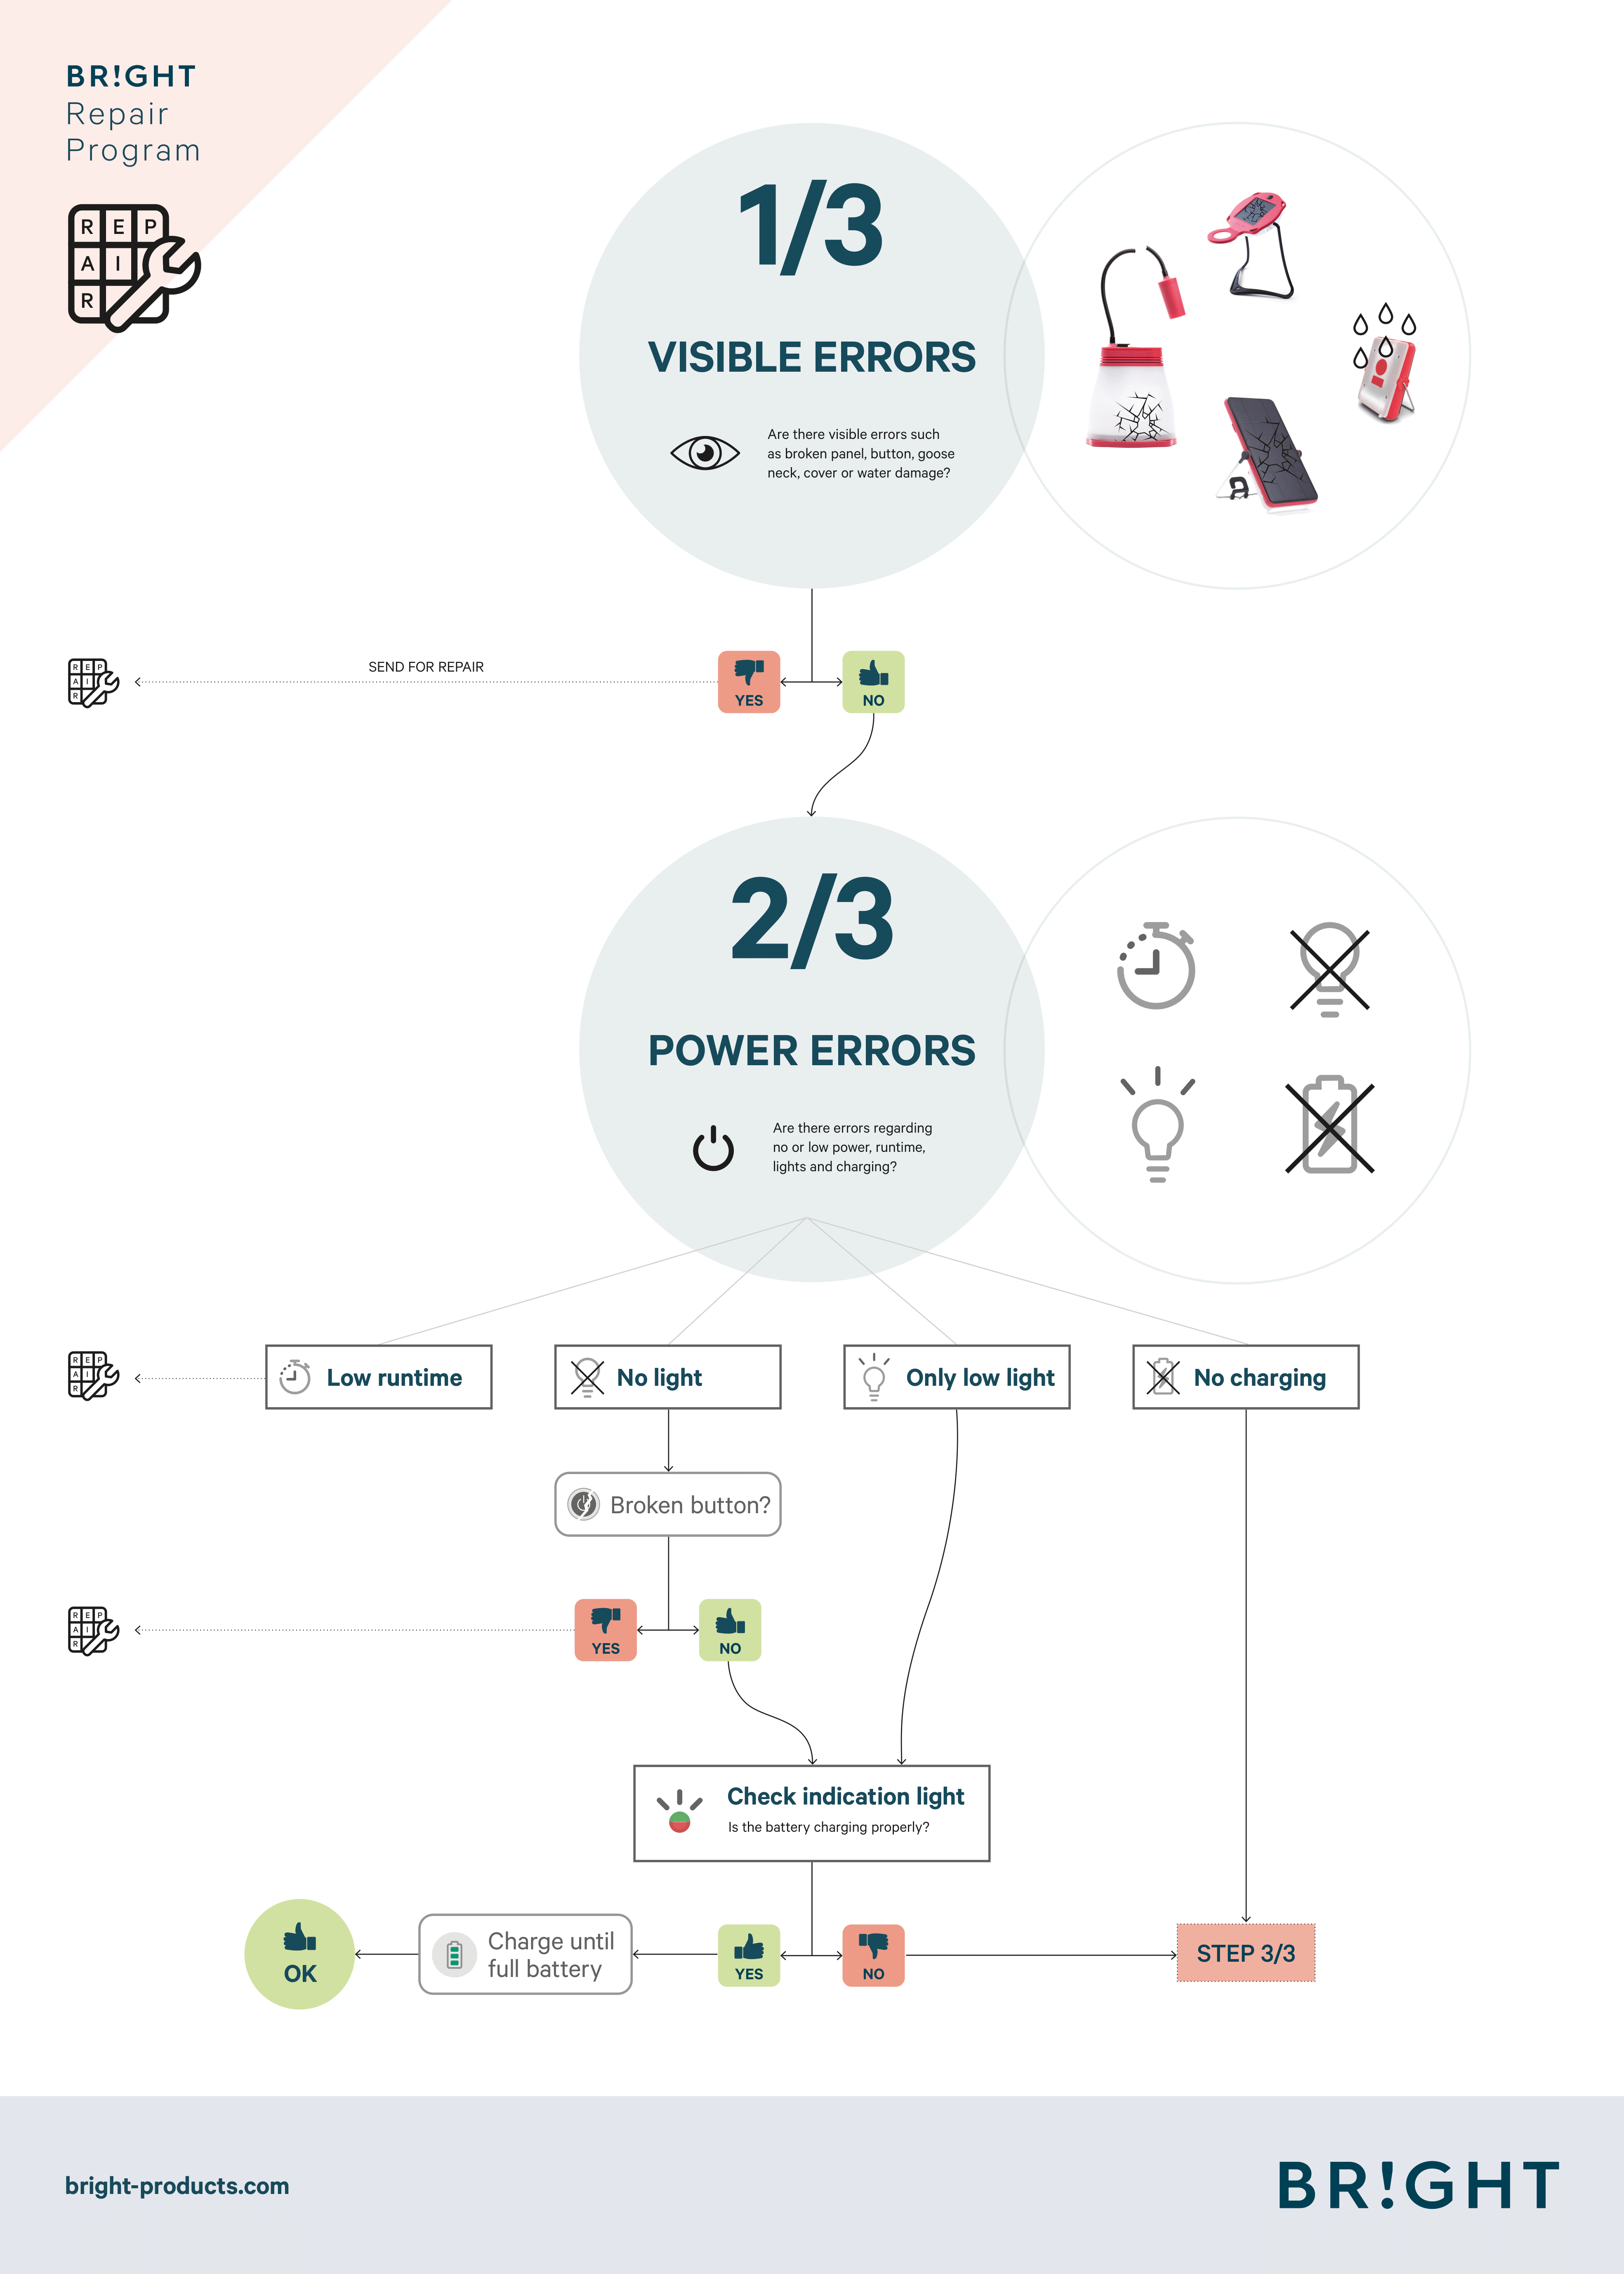 BR!GHT
Repair
Program
R E P
A I
R
1/3
VISIBLE ERRORS
Are there visible errors such
as broken panel, button, goose
neck, cover or water damage?
R E P
A I
R
SEND FOR REPAIR
YES
NO
2/3
POWER ERRORS
Are there errors regarding
no or low power, runtime,
lights and charging?
R E P
A I
R
Low runtime
No light
Only low light
No charging
Broken button?
R E P
A I
R
YES
NO
Check indication light
Is the battery charging properly?
OK
Charge until
full battery
YES
NO
STEP 3/3
bright-products.com
BR!GHT